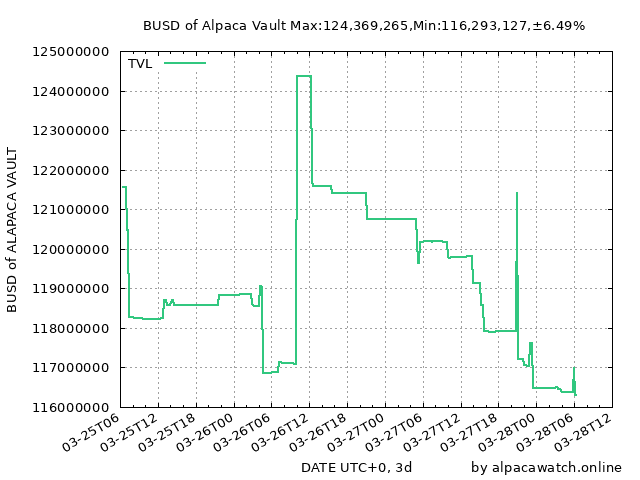 BUSD of Alpaca Vault Max:124,369,265,Min:116,293,127,±6.49%
TVL
125000000
124000000
123000000
122000000
121000000
120000000
119000000
118000000
117000000
116000000
BUSD of ALAPACA VAULT
03-25T06
03-25T12
03-25T18
03-26T00
03-26T06
03-26T12
03-26T18
03-27T00
03-27T06
03-27T12
03-27T18
03-28T00
03-28T06
03-28T12
DATE UTC+0, 3d
by alpacawatch.online